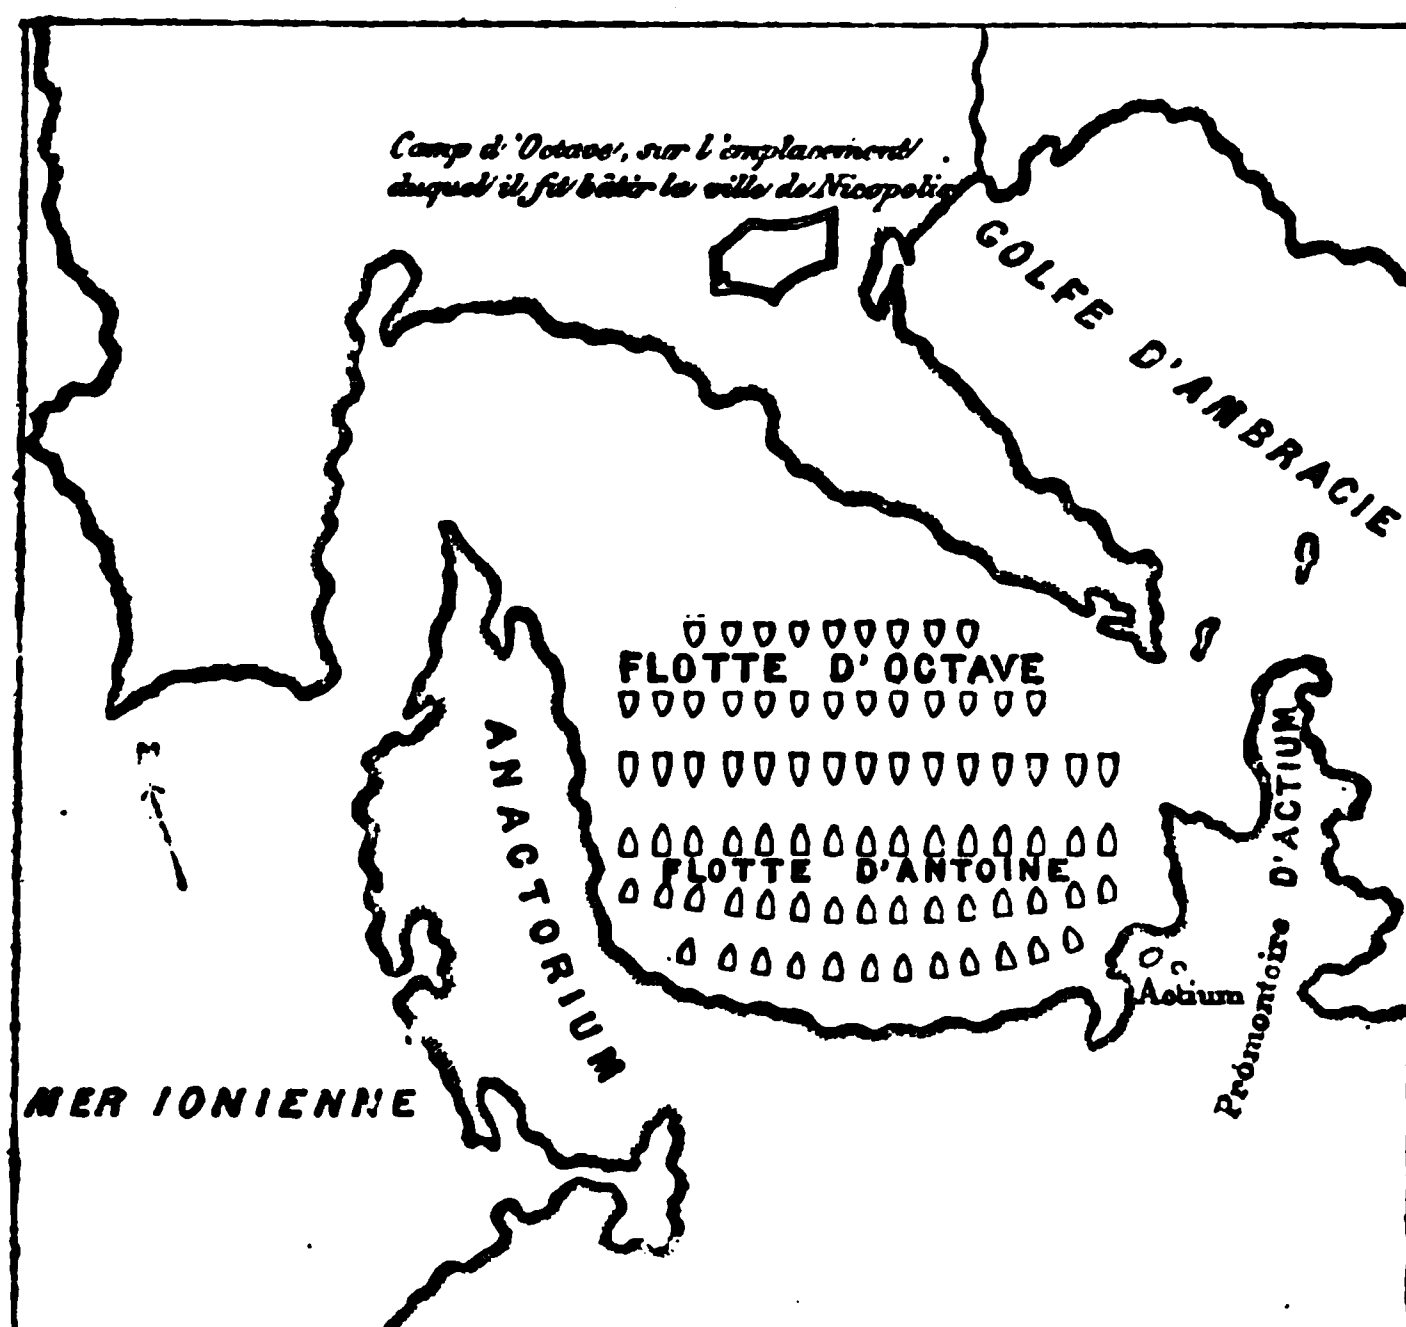 Camp d'Octave, sur l'emplacement
duquel il fit bâtir la ville de Nicopolis
GOLFE D'AMBRACIE
FLOTTE D'OCTAVE
ANACTORIUM
FLOTTE D'ANTOINE
Promontoire D'ACTIUM
Actium
MER IONIENNE